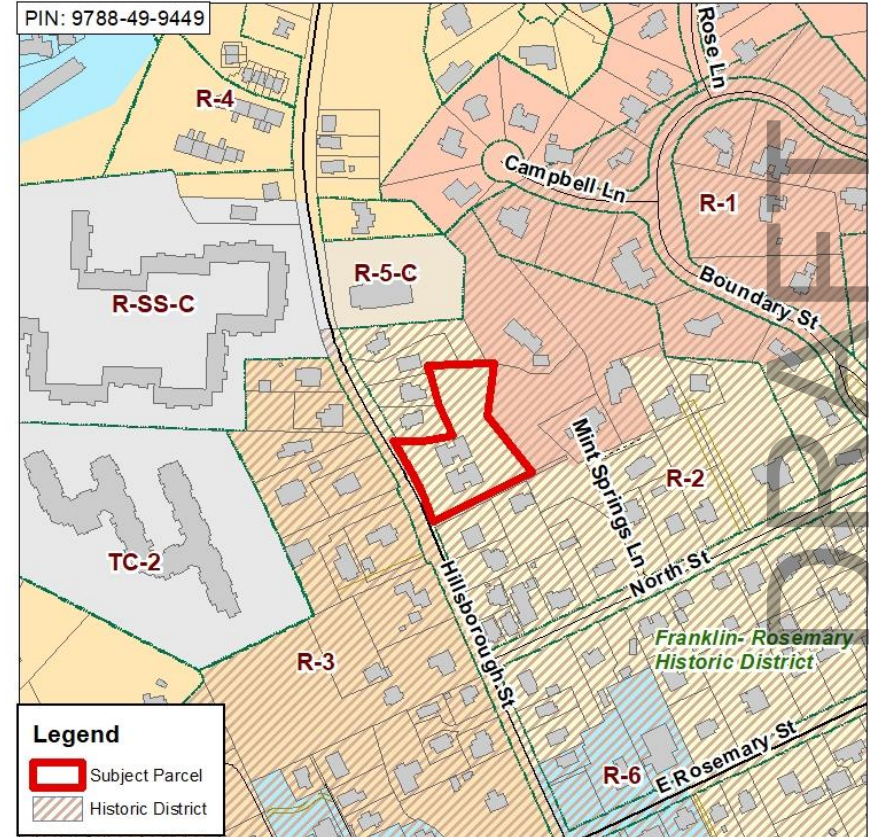 PIN: 9788-49-9449
Rose Ln
R-4
Campbell Ln
R-1
R-5-C
R-SS-C
Boundary St
Mint Springs Ln
R-2
TC-2
Hillsborough St
North St
Franklin- Rosemary
Historic District
R-3
E Rosemary St
R-6
Legend
Subject Parcel
Historic District
DRAFT